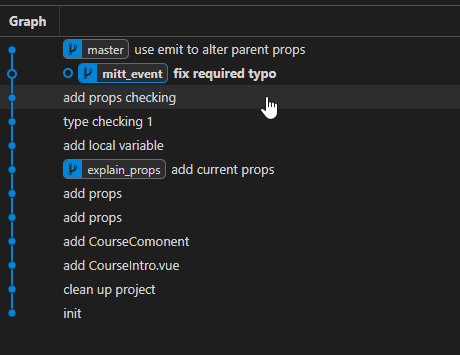 Graph
master use emit to alter parent props
mitt_event fix required typo
add props checking
type checking 1
add local variable
explain_props add current props
add props
add props
add CourseComonent
add CourseIntro.vue
clean up project
init